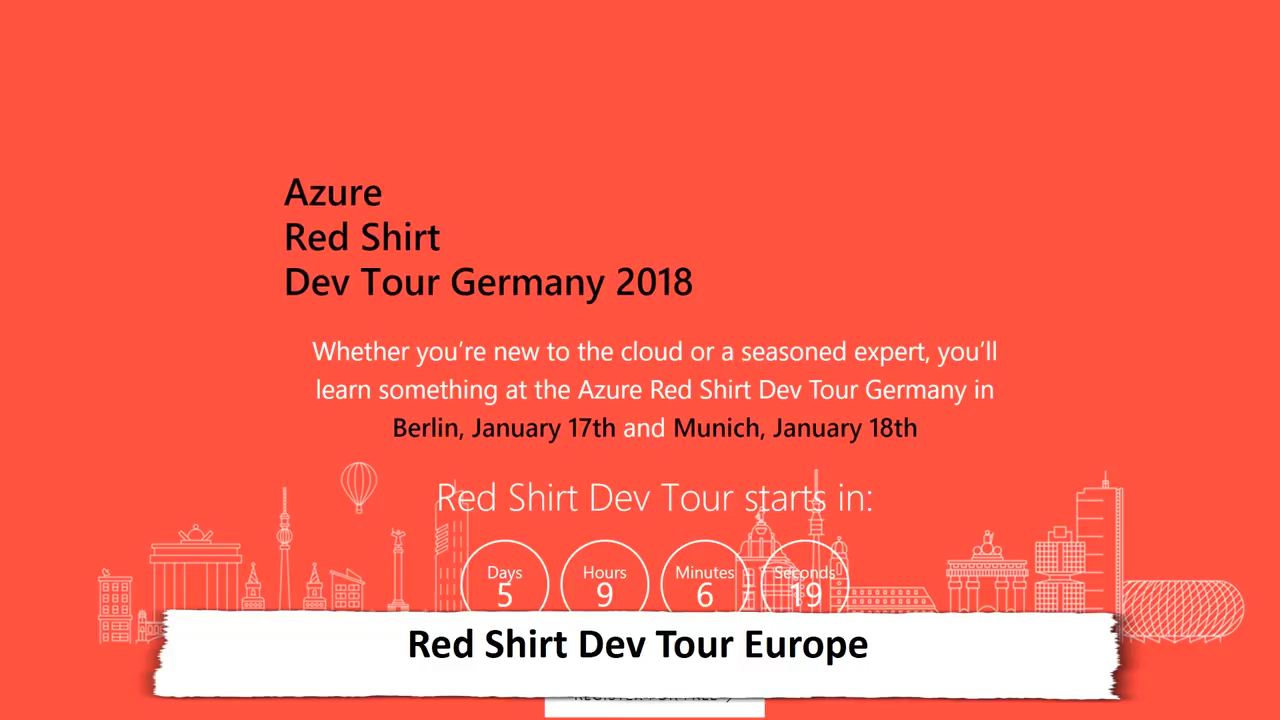 Azure
Red Shirt
Dev Tour Germany 2018
Whether you’re new to the cloud or a seasoned expert, you’ll
learn something at the Azure Red Shirt Dev Tour Germany in
Berlin, January 17th and Munich, January 18th
Red Shirt Dev Tour starts in:
Days Hours Minutes Seconds
5 9 6 19
Red Shirt Dev Tour Europe